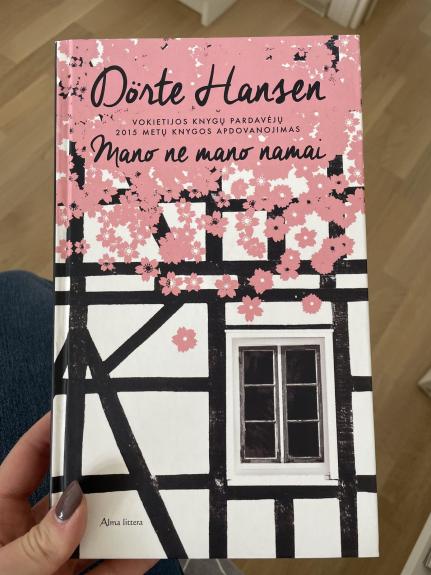 Dörte Hansen
VOKIETIJOS KNYGŲ PARDAVĖJŲ
2015 METŲ KNYGOS APDOVANOJIMAS
Mano ne mano namai
Alma littera